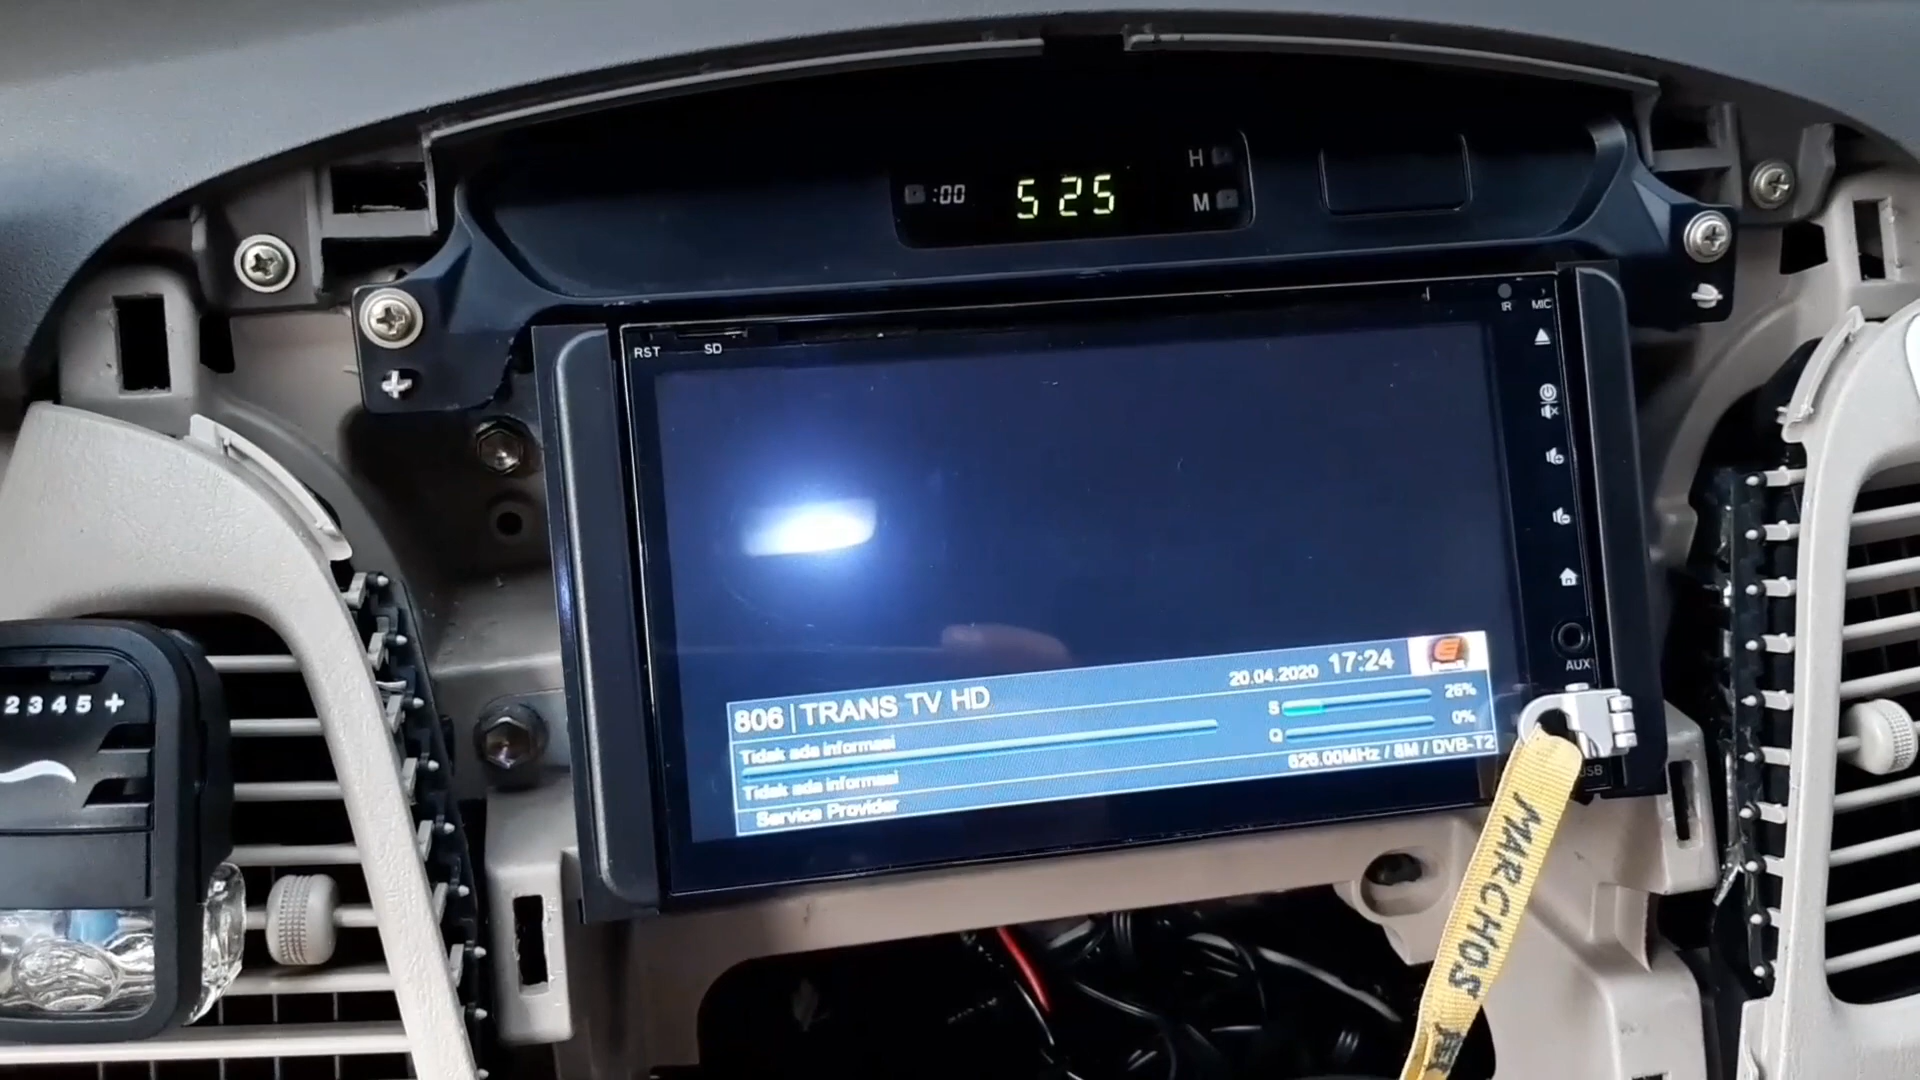 :00 5 25 H
M
RST SD IR MIC
20.04.2020 17:24
806 | TRANS TV HD
S 26%
Tidak ada informasi
Q 0%
Tidak ada informasi
626.00MHz / 8M / DVB-T2
Service Provider
AUX
USB
2 3 4 5 +
MARCHOS